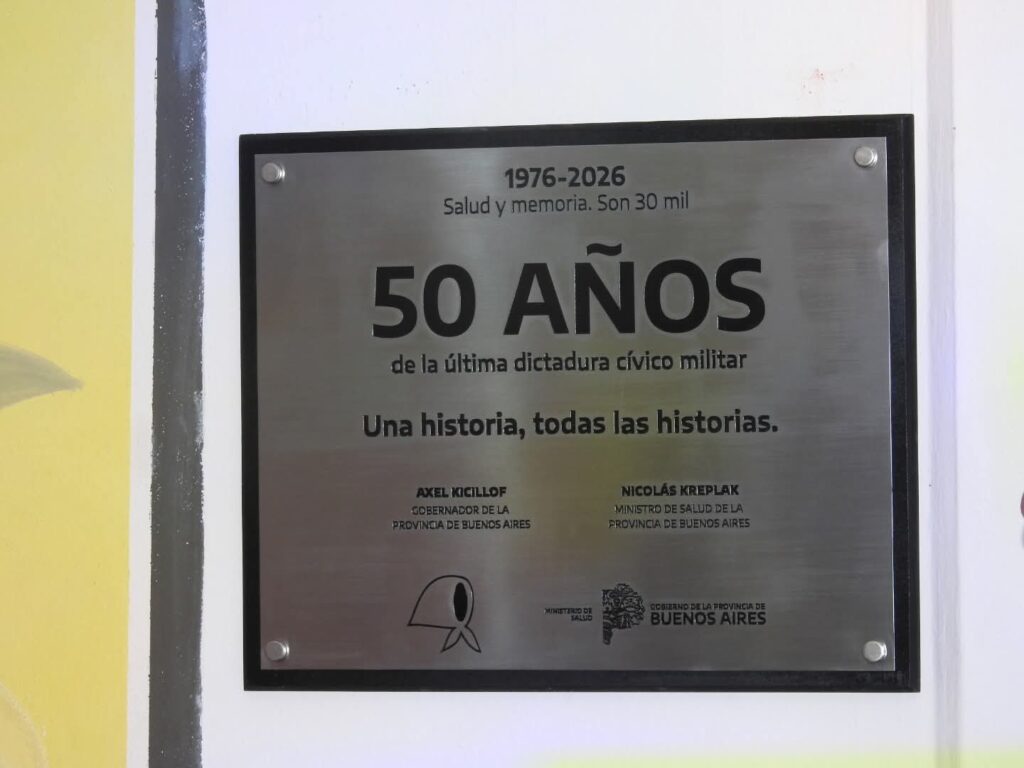 1976-2026
Salud y memoria. Son 30 mil
50 AÑOS
de la última dictadura cívico militar
Una historia, todas las historias.
AXEL KICILLOF
GOBERNADOR DE LA
PROVINCIA DE BUENOS AIRES
NICOLÁS KREPLAK
MINISTRO DE SALUD DE LA
PROVINCIA DE BUENOS AIRES
MINISTERIO DE
SALUD
GOBIERNO DE LA PROVINCIA DE
BUENOS AIRES